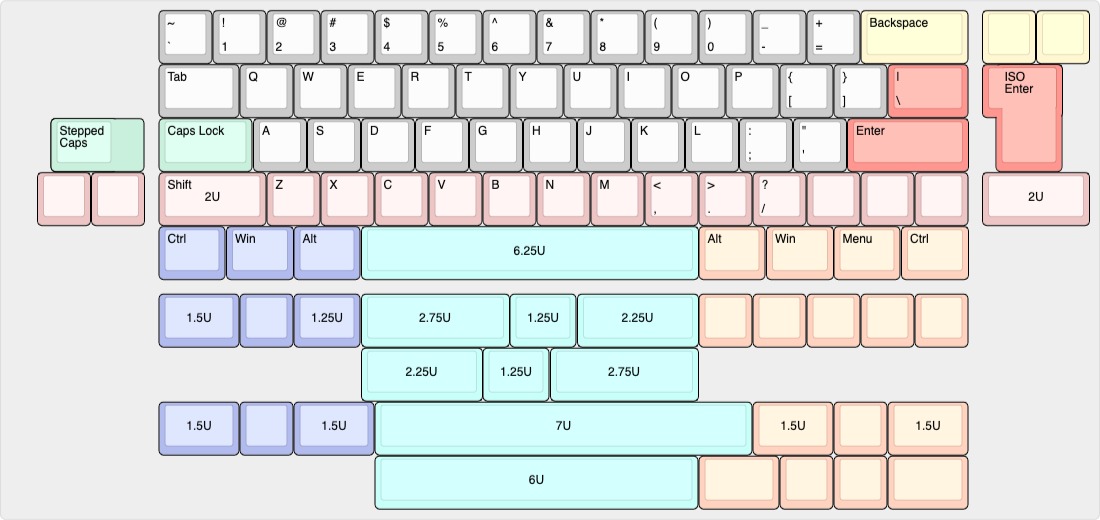 ~ ! @ # $ % ^ & * ( ) _ + Backspace
` 1 2 3 4 5 6 7 8 9 0 - =
Tab Q W E R T Y U I O P { } | ISO
Enter
[ ] \
Stepped Caps Lock A S D F G H J K L : " Enter
Caps
; '
Shift Z X C V B N M < > ?
2U 2U
, . /
Ctrl Win Alt 6.25U Alt Win Menu Ctrl
1.5U 1.25U 2.75U 1.25U 2.25U
2.25U 1.25U 2.75U
1.5U 1.5U 7U 1.5U 1.5U
6U